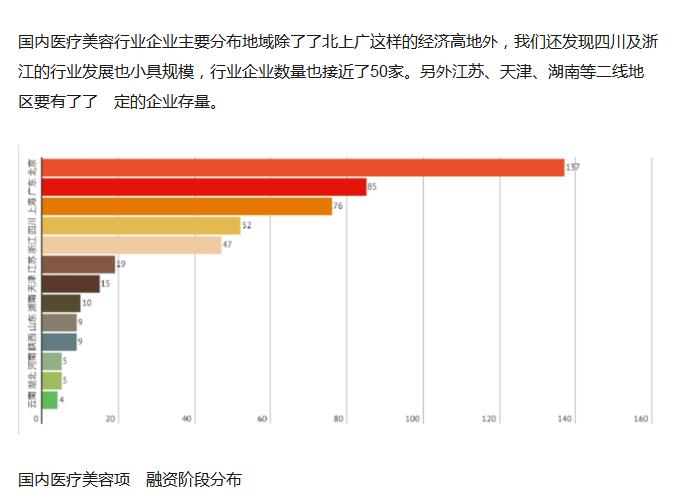 国内医疗美容行业企业主要分布地域除了了北上广这样的经济高地外，我们还发现四川及浙
江的行业发展也小具规模，行业企业数量也接近了50家。另外江苏、天津、湖南等二线地
区要有了了 定的企业存量。
北京 137
广东 85
上海 76
四川 52
浙江 47
江苏 19
天津 15
湖南 10
山东 9
陕西 9
河南 5
湖北 5
云南 4
0 20 40 60 80 100 120 140 160
国内医疗美容项 融资阶段分布